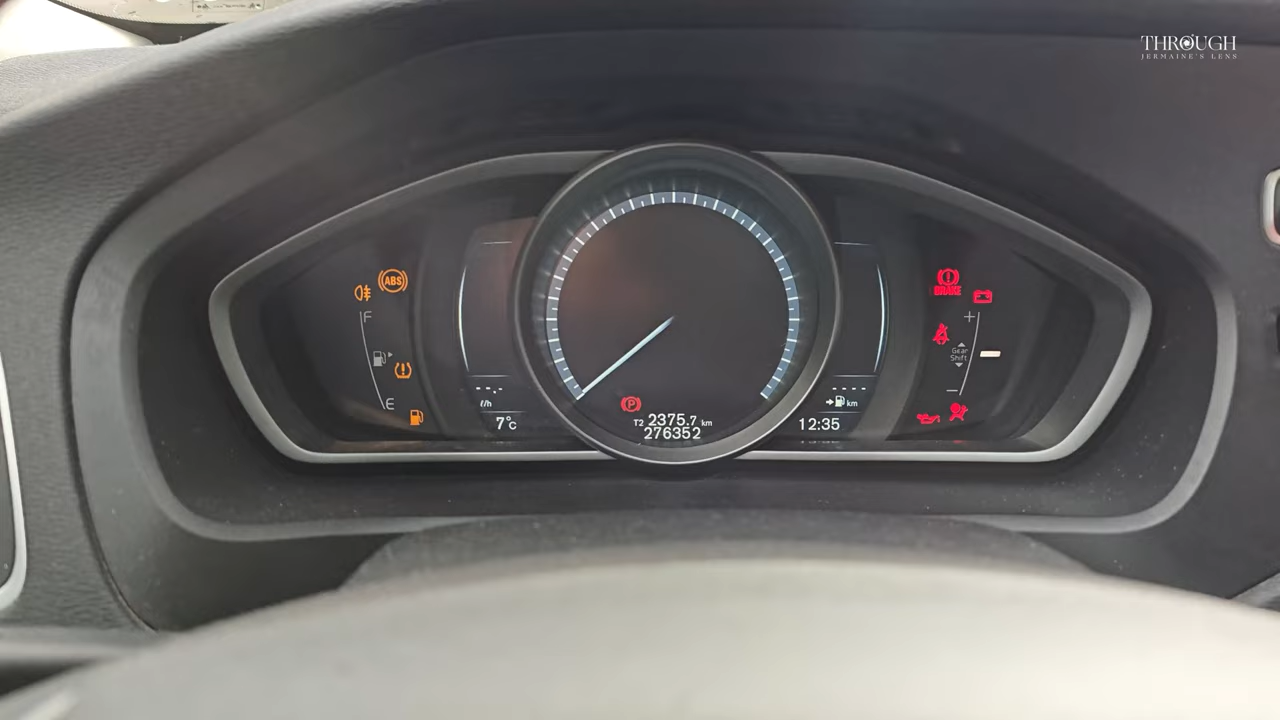 THROUGH
JERMAINE'S LENS
ABS
F
E
--.-
ℓ/h
7°C
P
T2 2375.7 km
276352
BRAKE
+
Gear
Shift
−
----
km
12:35